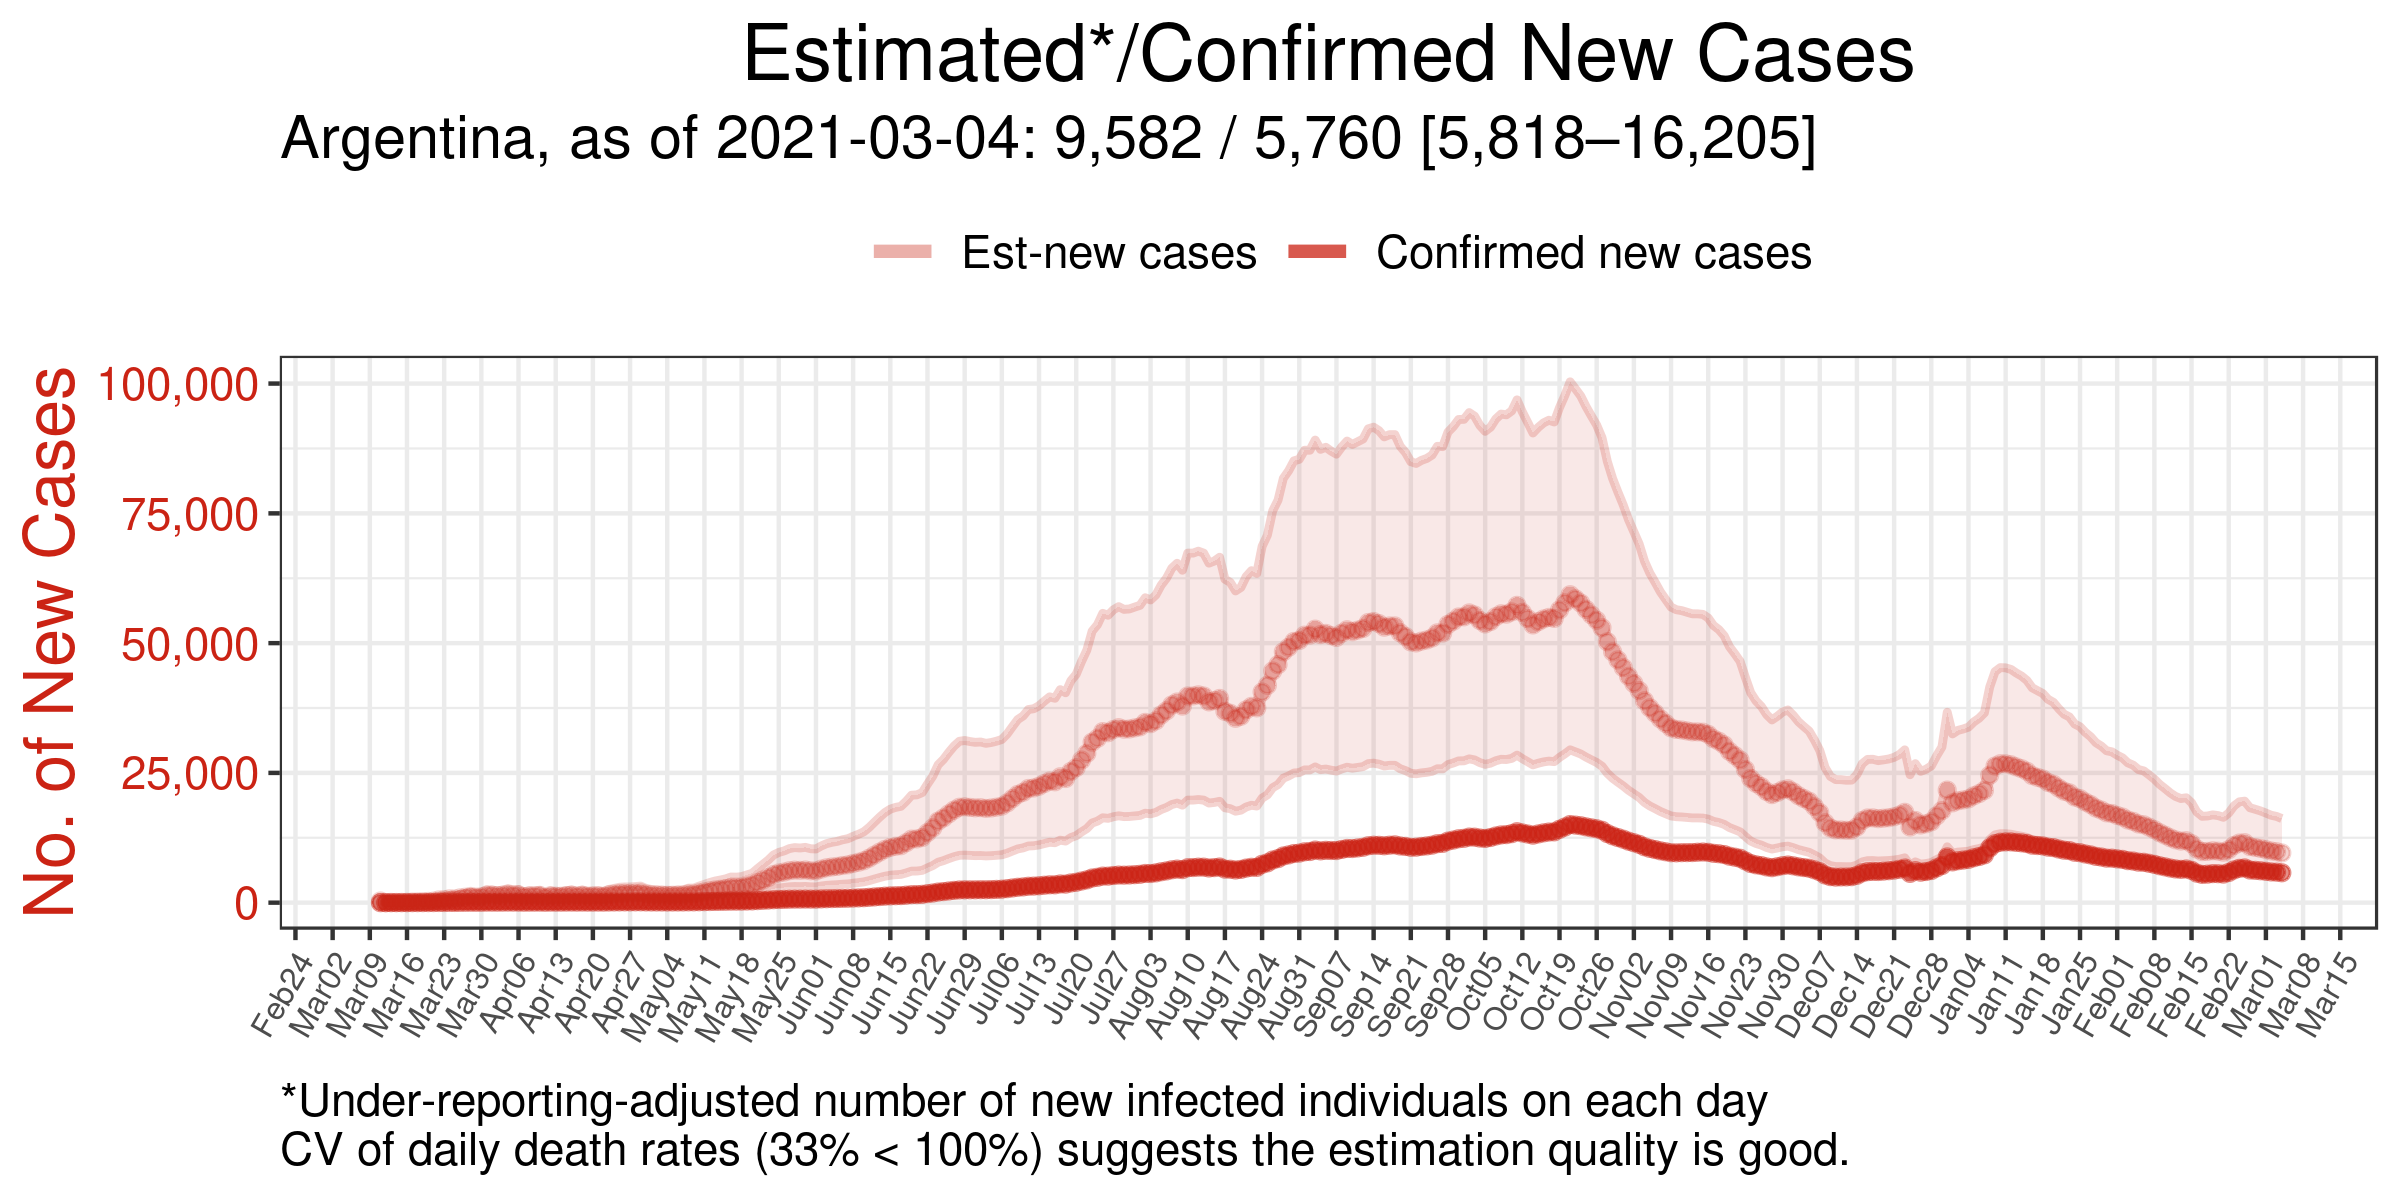 Estimated*/Confirmed New Cases
Argentina, as of 2021-03-04: 9,582 / 5,760 [5,818–16,205]
Est-new cases
Confirmed new cases
No. of New Cases
100,000
75,000
50,000
25,000
0
Feb24
Mar02
Mar09
Mar16
Mar23
Mar30
Apr06
Apr13
Apr20
Apr27
May04
May11
May18
May25
Jun01
Jun08
Jun15
Jun22
Jun29
Jul06
Jul13
Jul20
Jul27
Aug03
Aug10
Aug17
Aug24
Aug31
Sep07
Sep14
Sep21
Sep28
Oct05
Oct12
Oct19
Oct26
Nov02
Nov09
Nov16
Nov23
Nov30
Dec07
Dec14
Dec21
Dec28
Jan04
Jan11
Jan18
Jan25
Feb01
Feb08
Feb15
Feb22
Mar01
Mar08
Mar15
*Under-reporting-adjusted number of new infected individuals on each day
CV of daily death rates (33% < 100%) suggests the estimation quality is good.